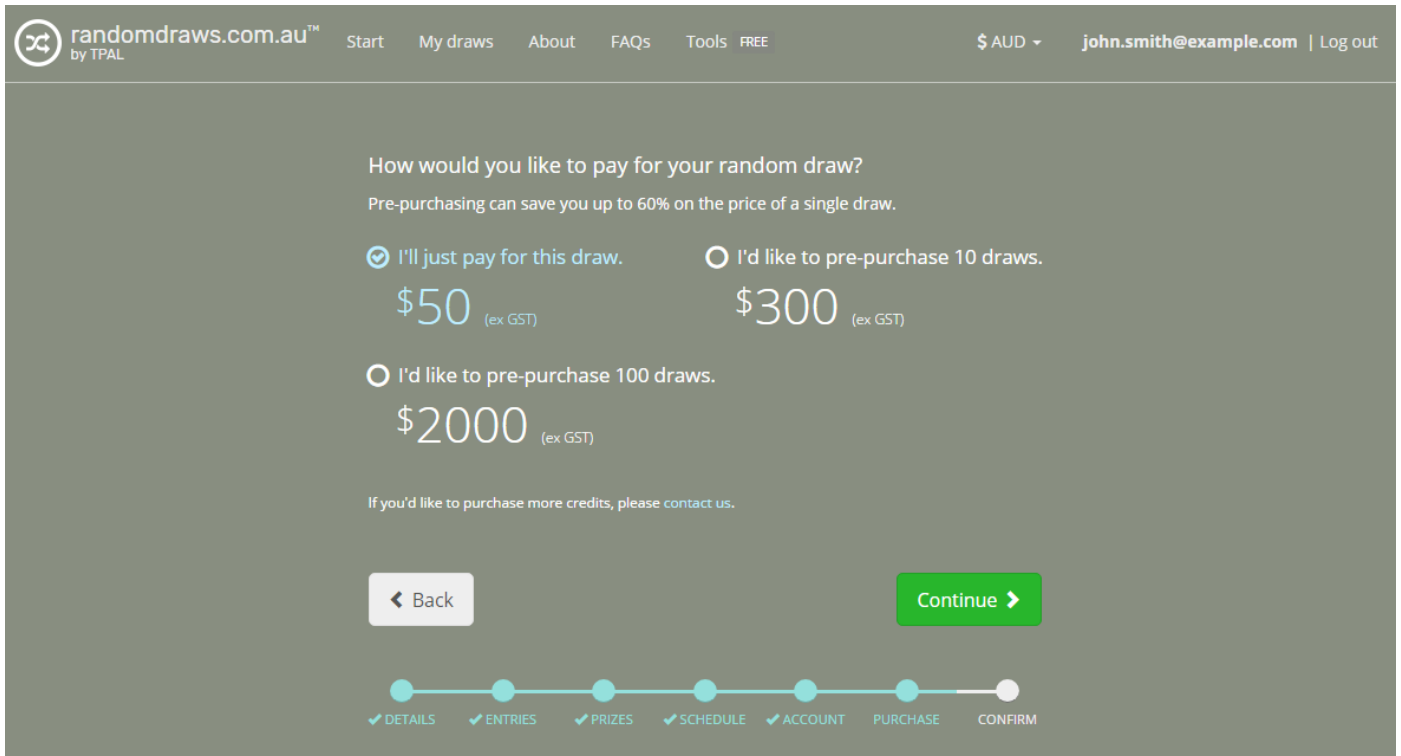 randomdraws.com.au™
by TPAL
Start My draws About FAQs Tools FREE $ AUD john.smith@example.com | Log out
How would you like to pay for your random draw?
Pre-purchasing can save you up to 60% on the price of a single draw.
I'll just pay for this draw. I'd like to pre-purchase 10 draws.
$50 (ex GST) $300 (ex GST)
I'd like to pre-purchase 100 draws.
$2000 (ex GST)
If you'd like to purchase more credits, please contact us.
Back Continue
DETAILS ENTRIES PRIZES SCHEDULE ACCOUNT PURCHASE CONFIRM